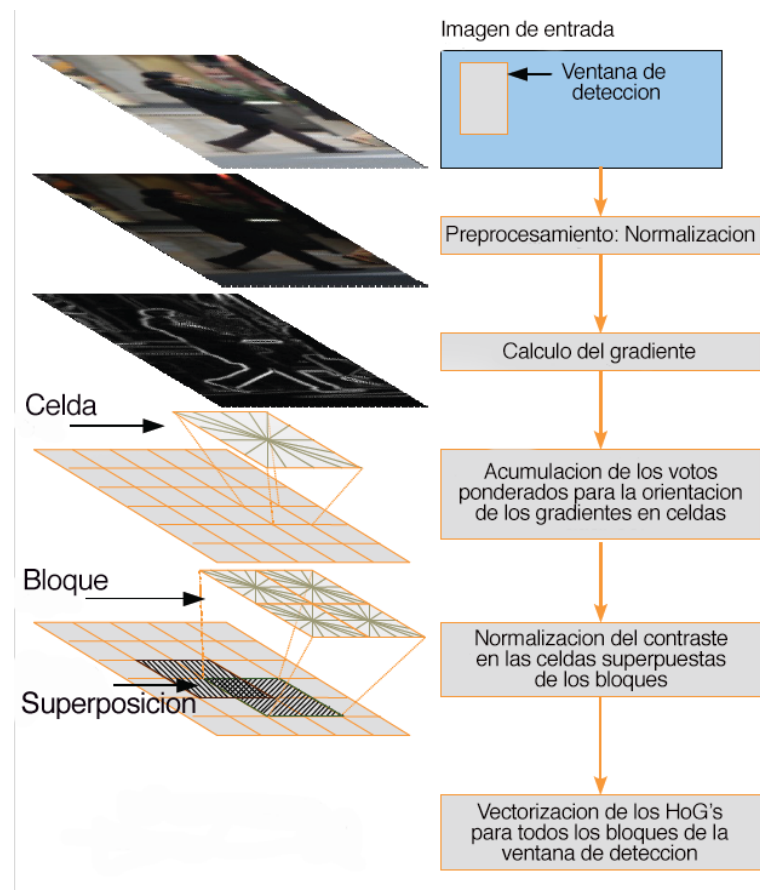 Imagen de entrada
Ventana de
deteccion
Preprocesamiento: Normalizacion
Calculo del gradiente
Celda
Acumulacion de los votos
ponderados para la orientacion
de los gradientes en celdas
Bloque
Normalizacion del contraste
en las celdas superpuestas
de los bloques
Superposicion
Vectorizacion de los HoG's
para todos los bloques de la
ventana de deteccion